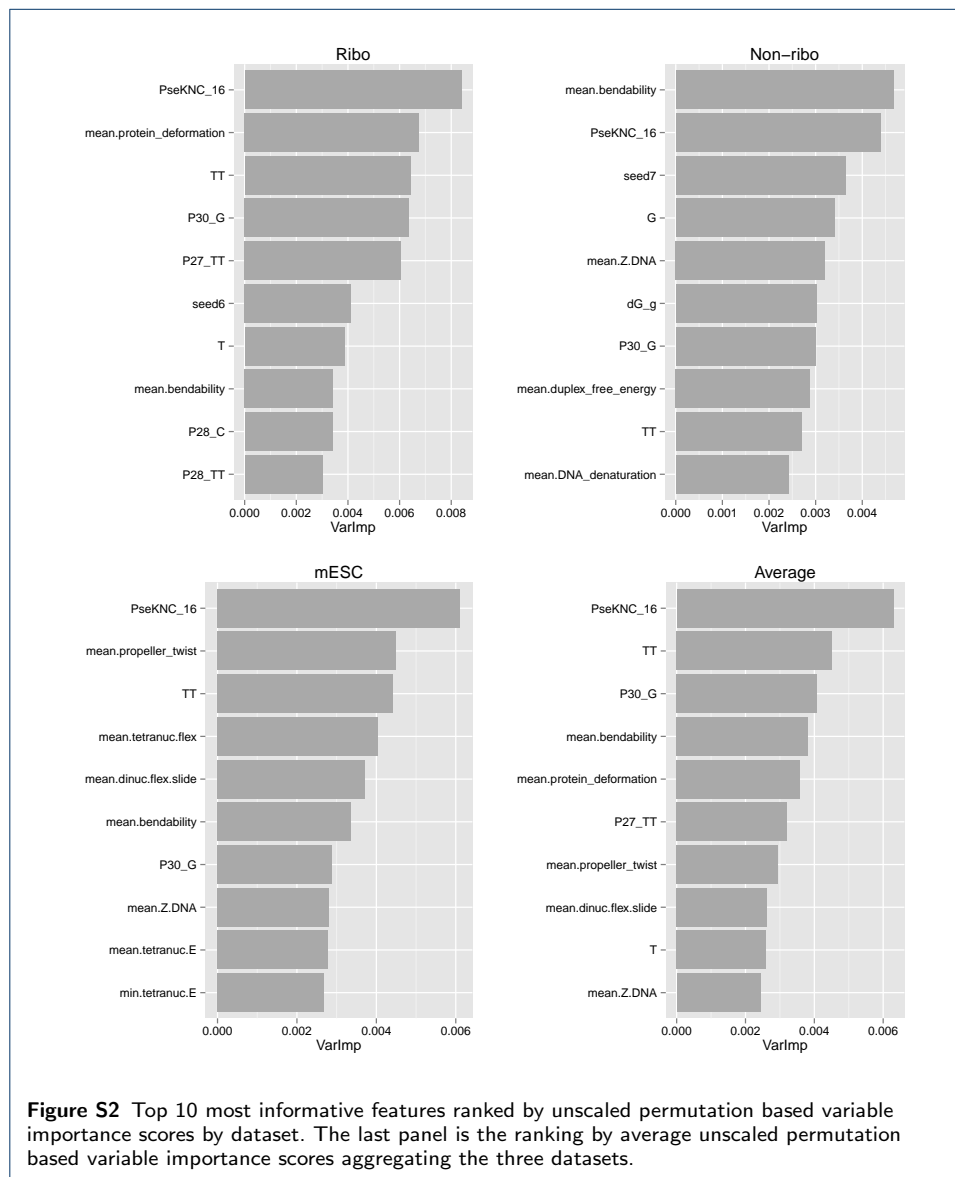 Ribo
PseKNC_16
mean.protein_deformation
TT
P30_G
P27_TT
seed6
T
mean.bendability
P28_C
P28_TT
0.000 0.002 0.004 0.006 0.008
VarImp
Non−ribo
mean.bendability
PseKNC_16
seed7
G
mean.Z.DNA
dG_g
P30_G
mean.duplex_free_energy
TT
mean.DNA_denaturation
0.000 0.001 0.002 0.003 0.004
VarImp
mESC
PseKNC_16
mean.propeller_twist
TT
mean.tetranuc.flex
mean.dinuc.flex.slide
mean.bendability
P30_G
mean.Z.DNA
mean.tetranuc.E
min.tetranuc.E
0.000 0.002 0.004 0.006
VarImp
Average
PseKNC_16
TT
P30_G
mean.bendability
mean.protein_deformation
P27_TT
mean.propeller_twist
mean.dinuc.flex.slide
T
mean.Z.DNA
0.000 0.002 0.004 0.006
VarImp
Figure S2 Top 10 most informative features ranked by unscaled permutation based variable
importance scores by dataset. The last panel is the ranking by average unscaled permutation
based variable importance scores aggregating the three datasets.